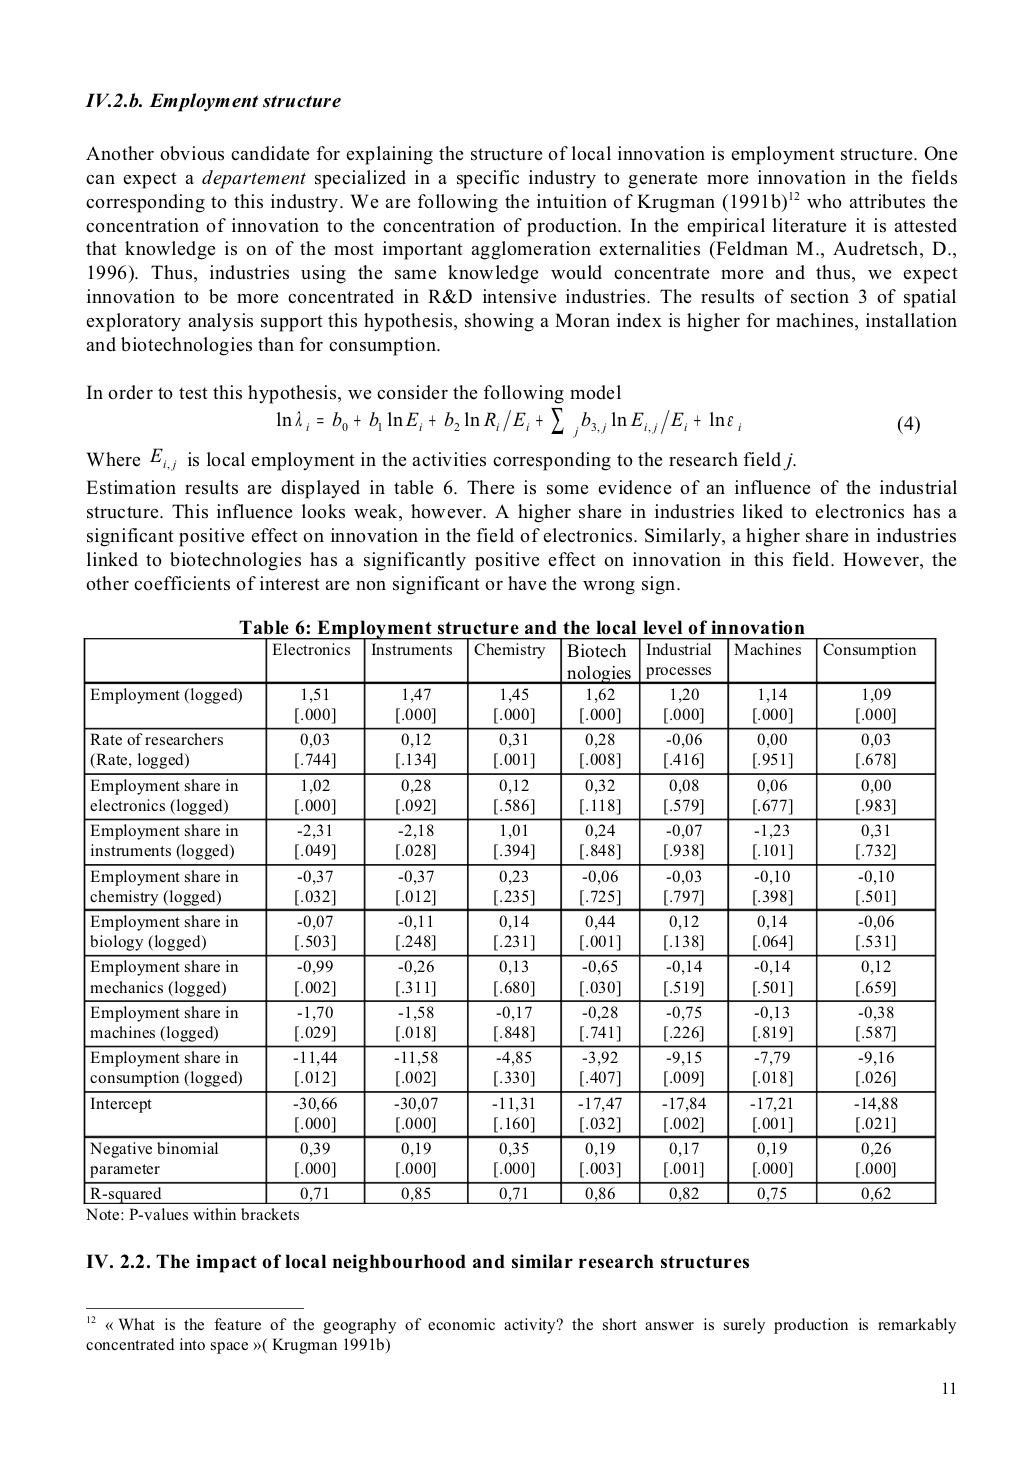 IV.2.b. Employment structure
Another obvious candidate for explaining the structure of local innovation is employment structure. One
can expect a departement specialized in a specific industry to generate more innovation in the fields
corresponding to this industry. We are following the intuition of Krugman (1991b)12 who attributes the
concentration of innovation to the concentration of production. In the empirical literature it is attested
that knowledge is on of the most important agglomeration externalities (Feldman M., Audretsch, D.,
1996). Thus, industries using the same knowledge would concentrate more and thus, we expect
innovation to be more concentrated in R&D intensive industries. The results of section 3 of spatial
exploratory analysis support this hypothesis, showing a Moran index is higher for machines, installation
and biotechnologies than for consumption.
In order to test this hypothesis, we consider the following model
ln λ i = b0 + b1 ln Ei + b2 ln Ri/Ei + ∑ j b3,j ln Ei,j/Ei + ln ε i (4)
Where Ei,j is local employment in the activities corresponding to the research field j.
Estimation results are displayed in table 6. There is some evidence of an influence of the industrial
structure. This influence looks weak, however. A higher share in industries liked to electronics has a
significant positive effect on innovation in the field of electronics. Similarly, a higher share in industries
linked to biotechnologies has a significantly positive effect on innovation in this field. However, the
other coefficients of interest are non significant or have the wrong sign.
Table 6: Employment structure and the local level of innovation
Electronics Instruments Chemistry Biotech Industrial Machines Consumption
nologies processes
Employment (logged) 1,51 1,47 1,45 1,62 1,20 1,14 1,09
[.000] [.000] [.000] [.000] [.000] [.000] [.000]
Rate of researchers 0,03 0,12 0,31 0,28 -0,06 0,00 0,03
(Rate, logged) [.744] [.134] [.001] [.008] [.416] [.951] [.678]
Employment share in 1,02 0,28 0,12 0,32 0,08 0,06 0,00
electronics (logged) [.000] [.092] [.586] [.118] [.579] [.677] [.983]
Employment share in -2,31 -2,18 1,01 0,24 -0,07 -1,23 0,31
instruments (logged) [.049] [.028] [.394] [.848] [.938] [.101] [.732]
Employment share in -0,37 -0,37 0,23 -0,06 -0,03 -0,10 -0,10
chemistry (logged) [.032] [.012] [.235] [.725] [.797] [.398] [.501]
Employment share in -0,07 -0,11 0,14 0,44 0,12 0,14 -0,06
biology (logged) [.503] [.248] [.231] [.001] [.138] [.064] [.531]
Employment share in -0,99 -0,26 0,13 -0,65 -0,14 -0,14 0,12
mechanics (logged) [.002] [.311] [.680] [.030] [.519] [.501] [.659]
Employment share in -1,70 -1,58 -0,17 -0,28 -0,75 -0,13 -0,38
machines (logged) [.029] [.018] [.848] [.741] [.226] [.819] [.587]
Employment share in -11,44 -11,58 -4,85 -3,92 -9,15 -7,79 -9,16
consumption (logged) [.012] [.002] [.330] [.407] [.009] [.018] [.026]
Intercept -30,66 -30,07 -11,31 -17,47 -17,84 -17,21 -14,88
[.000] [.000] [.160] [.032] [.002] [.001] [.021]
Negative binomial 0,39 0,19 0,35 0,19 0,17 0,19 0,26
parameter [.000] [.000] [.000] [.003] [.001] [.000] [.000]
R-squared 0,71 0,85 0,71 0,86 0,82 0,75 0,62
Note: P-values within brackets
IV. 2.2. The impact of local neighbourhood and similar research structures
12 « What is the feature of the geography of economic activity? the short answer is surely production is remarkably
concentrated into space »( Krugman 1991b)
11